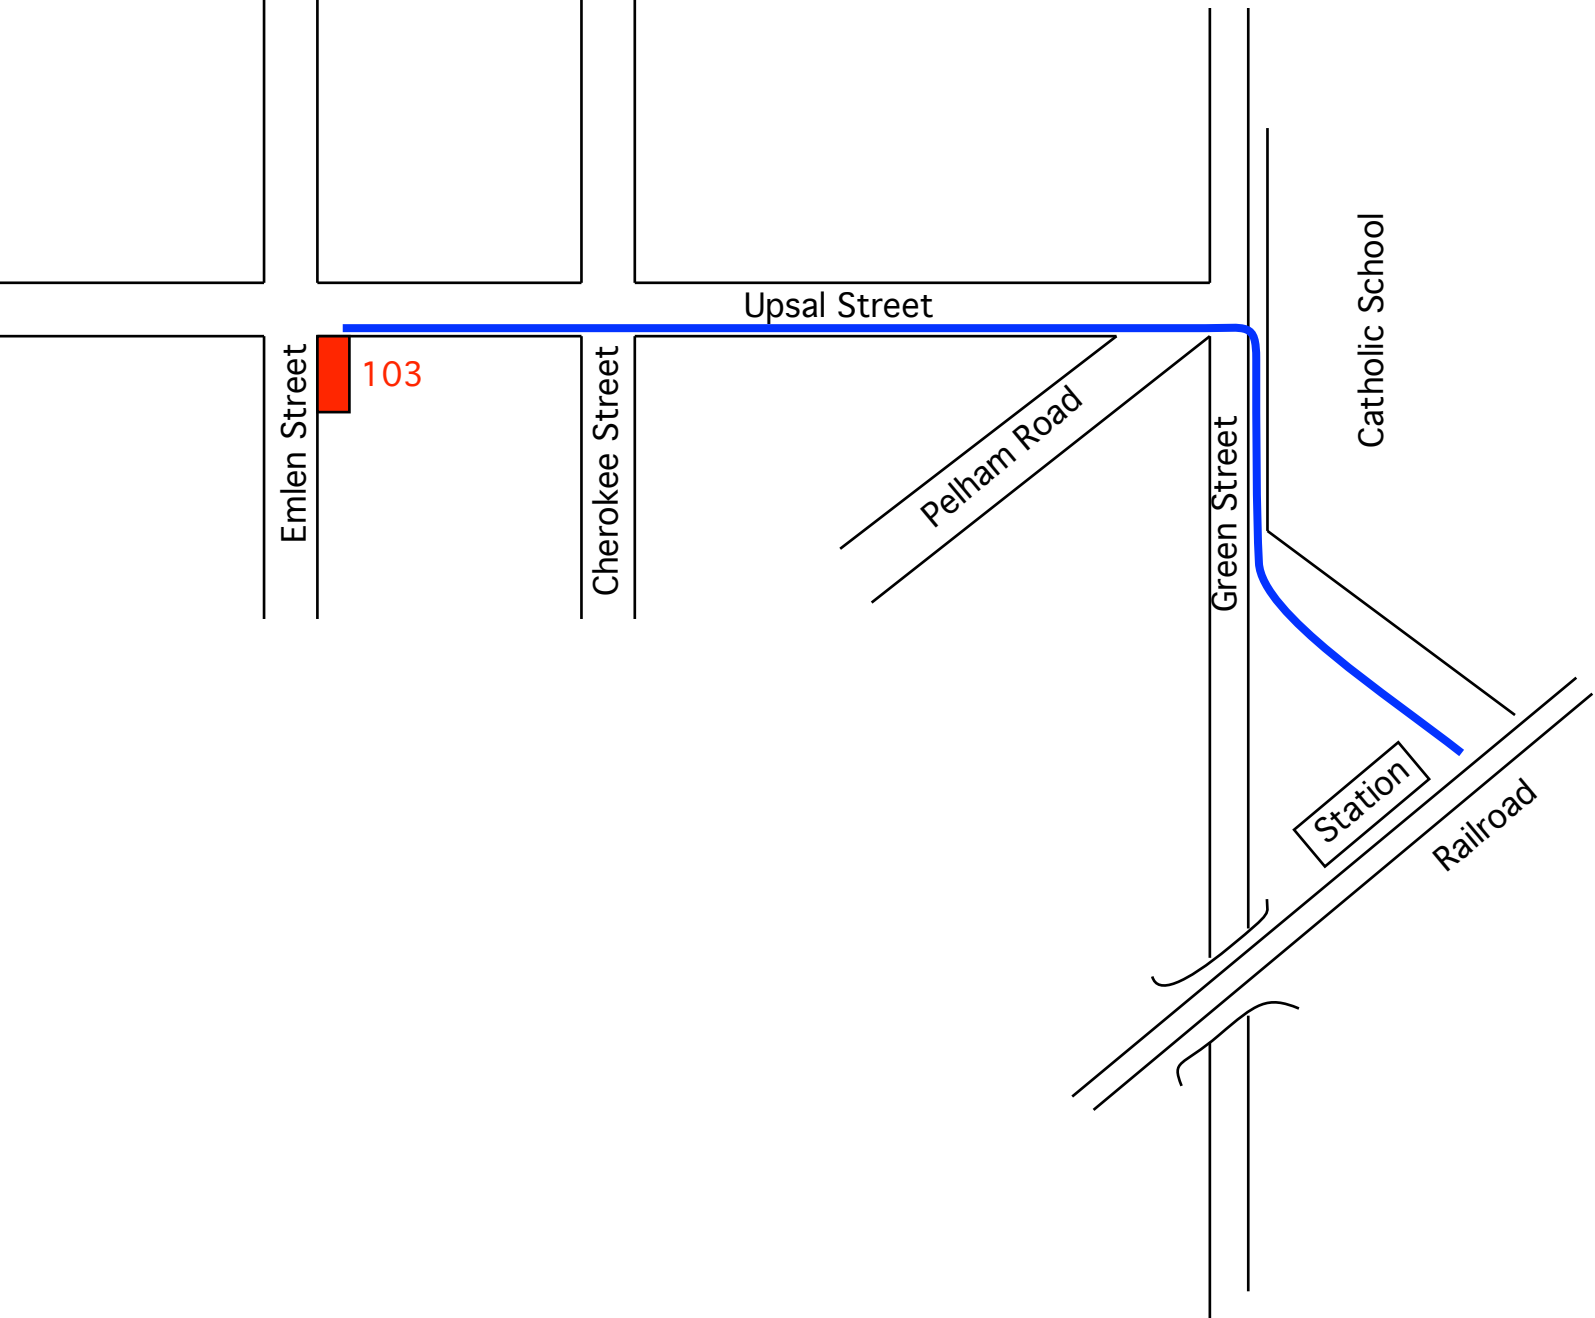 Catholic School
Upsal Street
Emlen Street
103
Cherokee Street
Pelham Road
Green Street
Station
Railroad